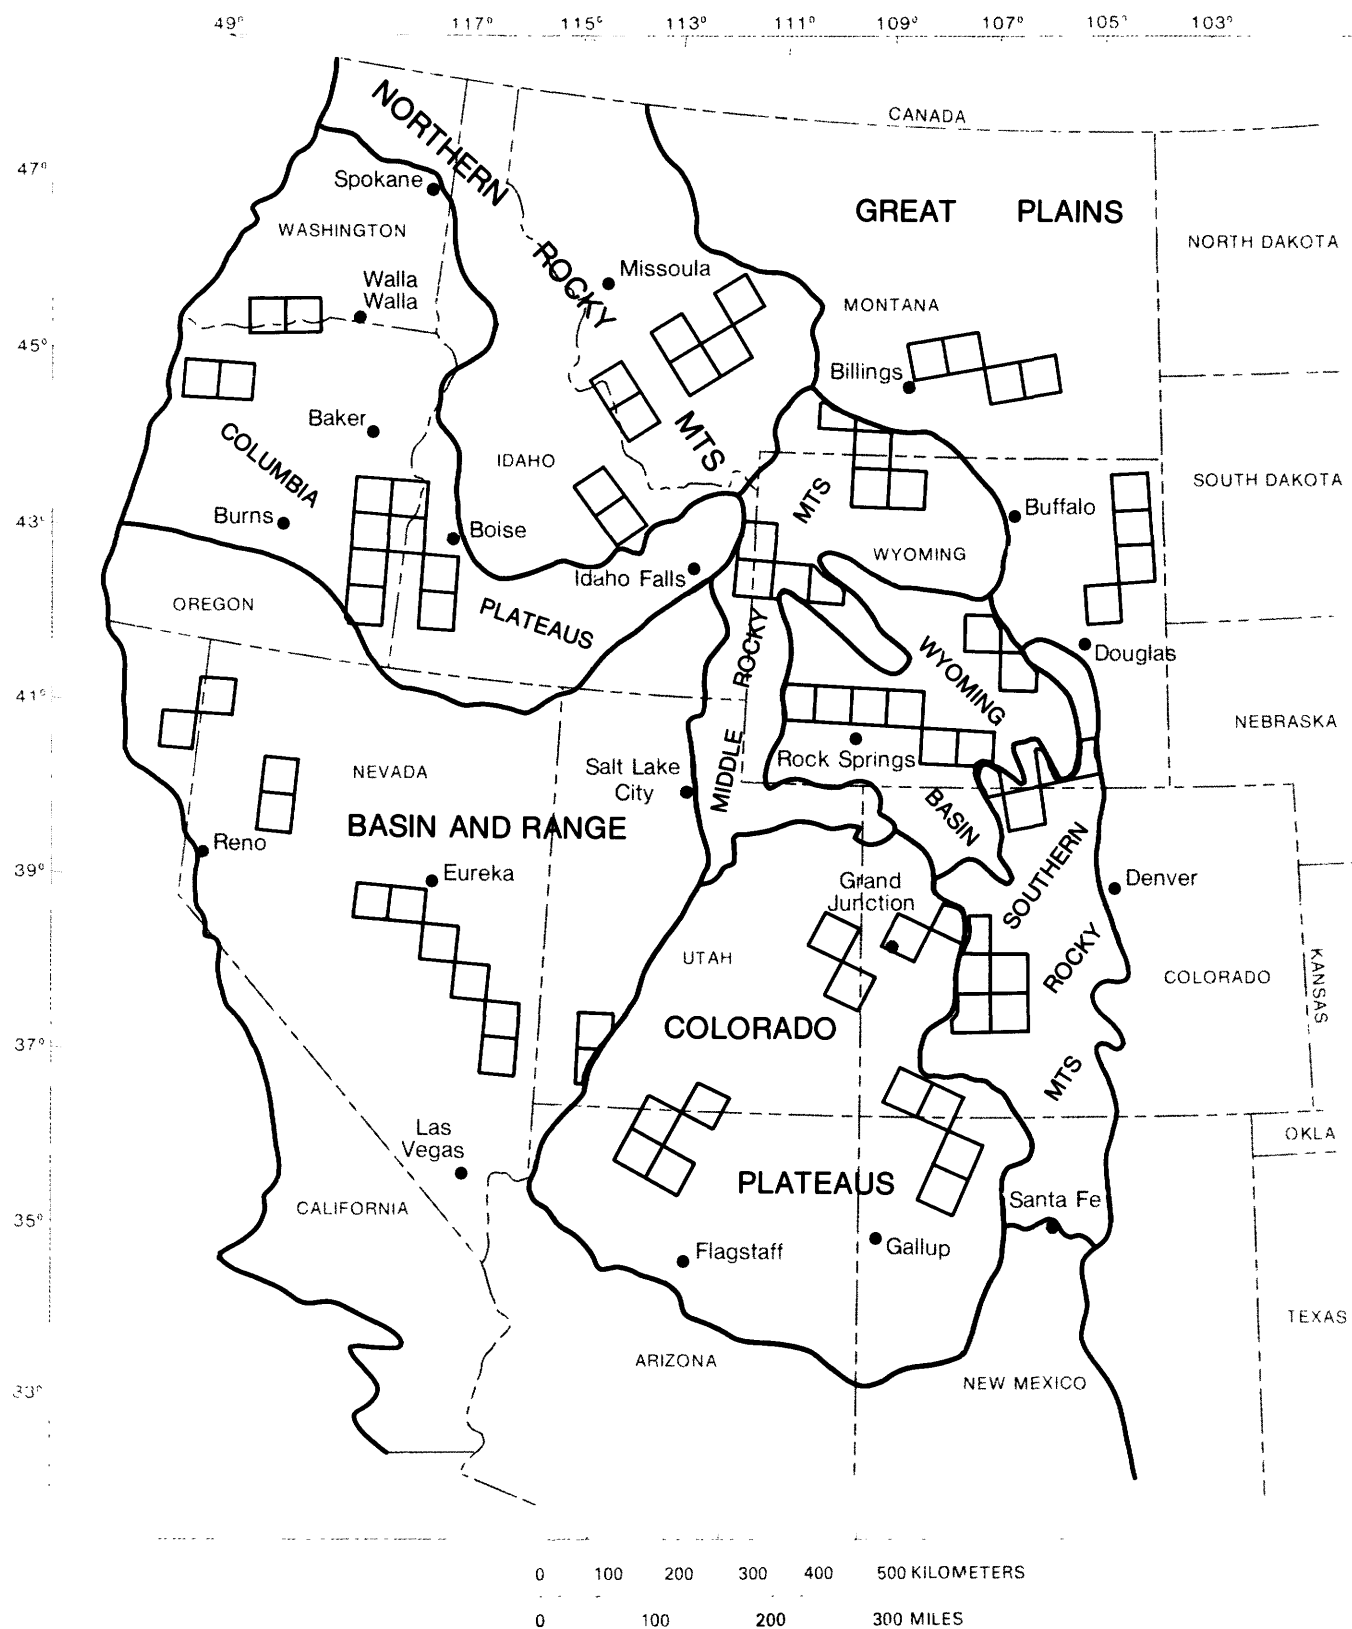 49° 117° 115° 113° 111° 109° 107° 105° 103°
CANADA
NORTHERN
47°
Spokane
GREAT PLAINS
WASHINGTON
NORTH DAKOTA
ROCKY
Missoula
Walla
Walla
MONTANA
45°
Billings
Baker
COLUMBIA
MTS
IDAHO
SOUTH DAKOTA
MTS
Burns
43°
Boise
Buffalo
WYOMING
Idaho Falls
OREGON
PLATEAUS
ROCKY
WYOMING
Douglas
41°
NEBRASKA
NEVADA
Salt Lake
City
MIDDLE
Rock Springs
BASIN
BASIN AND RANGE
Reno
SOUTHERN
39°
Eureka
Grand
Junction
Denver
UTAH
ROCKY
COLORADO
KANSAS
COLORADO
37°
MTS
Las
Vegas
OKLA
PLATEAUS
Santa Fe
CALIFORNIA
35°
Flagstaff
Gallup
TEXAS
ARIZONA
NEW MEXICO
33°
0 100 200 300 400 500 KILOMETERS
0 100 200 300 MILES